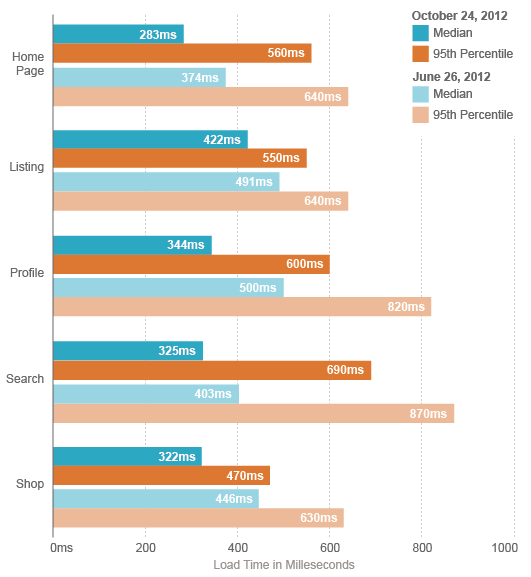 October 24, 2012
Median
95th Percentile
June 26, 2012
Median
95th Percentile
Home
Page
283ms
560ms
374ms
640ms
Listing
422ms
550ms
491ms
640ms
Profile
344ms
600ms
500ms
820ms
Search
325ms
690ms
403ms
870ms
Shop
322ms
470ms
446ms
630ms
0ms 200 400 600 800 1000
Load Time in Milleseconds